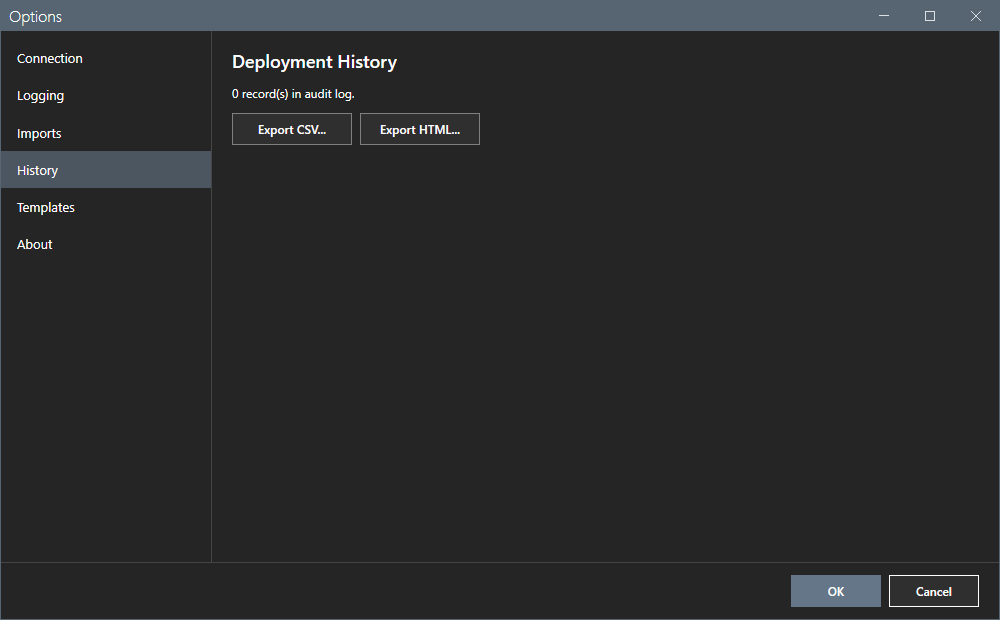 Options
Connection
Logging
Imports
History
Templates
About
Deployment History
0 record(s) in audit log.
Export CSV...
Export HTML...
OK
Cancel